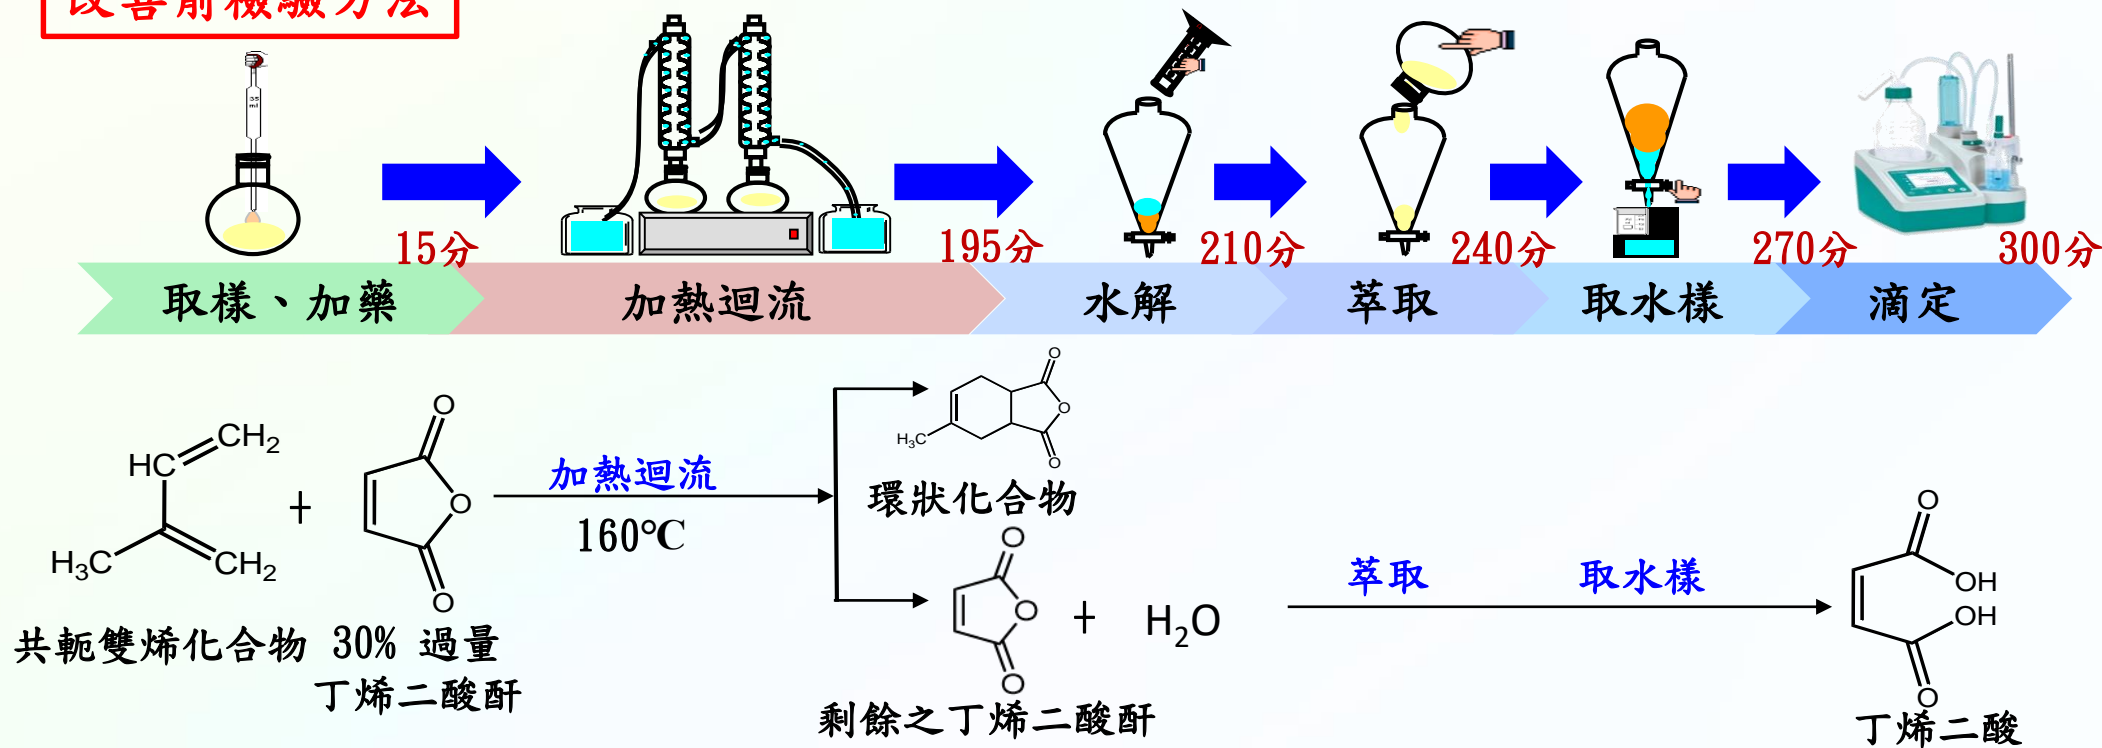 改善前檢驗方法
35
ml
15分
195分
210分
240分
270分
300分
取樣、加藥
加熱迴流
水解
萃取
取水樣
滴定
HC
CH2
H3C
CH2
+
O
O
O
加熱迴流
160℃
H3C
O
O
O
環狀化合物
O
O
O
+
H2O
萃取
取水樣
O
OH
OH
O
共軛雙烯化合物
30% 過量
丁烯二酸酐
剩餘之丁烯二酸酐
丁烯二酸